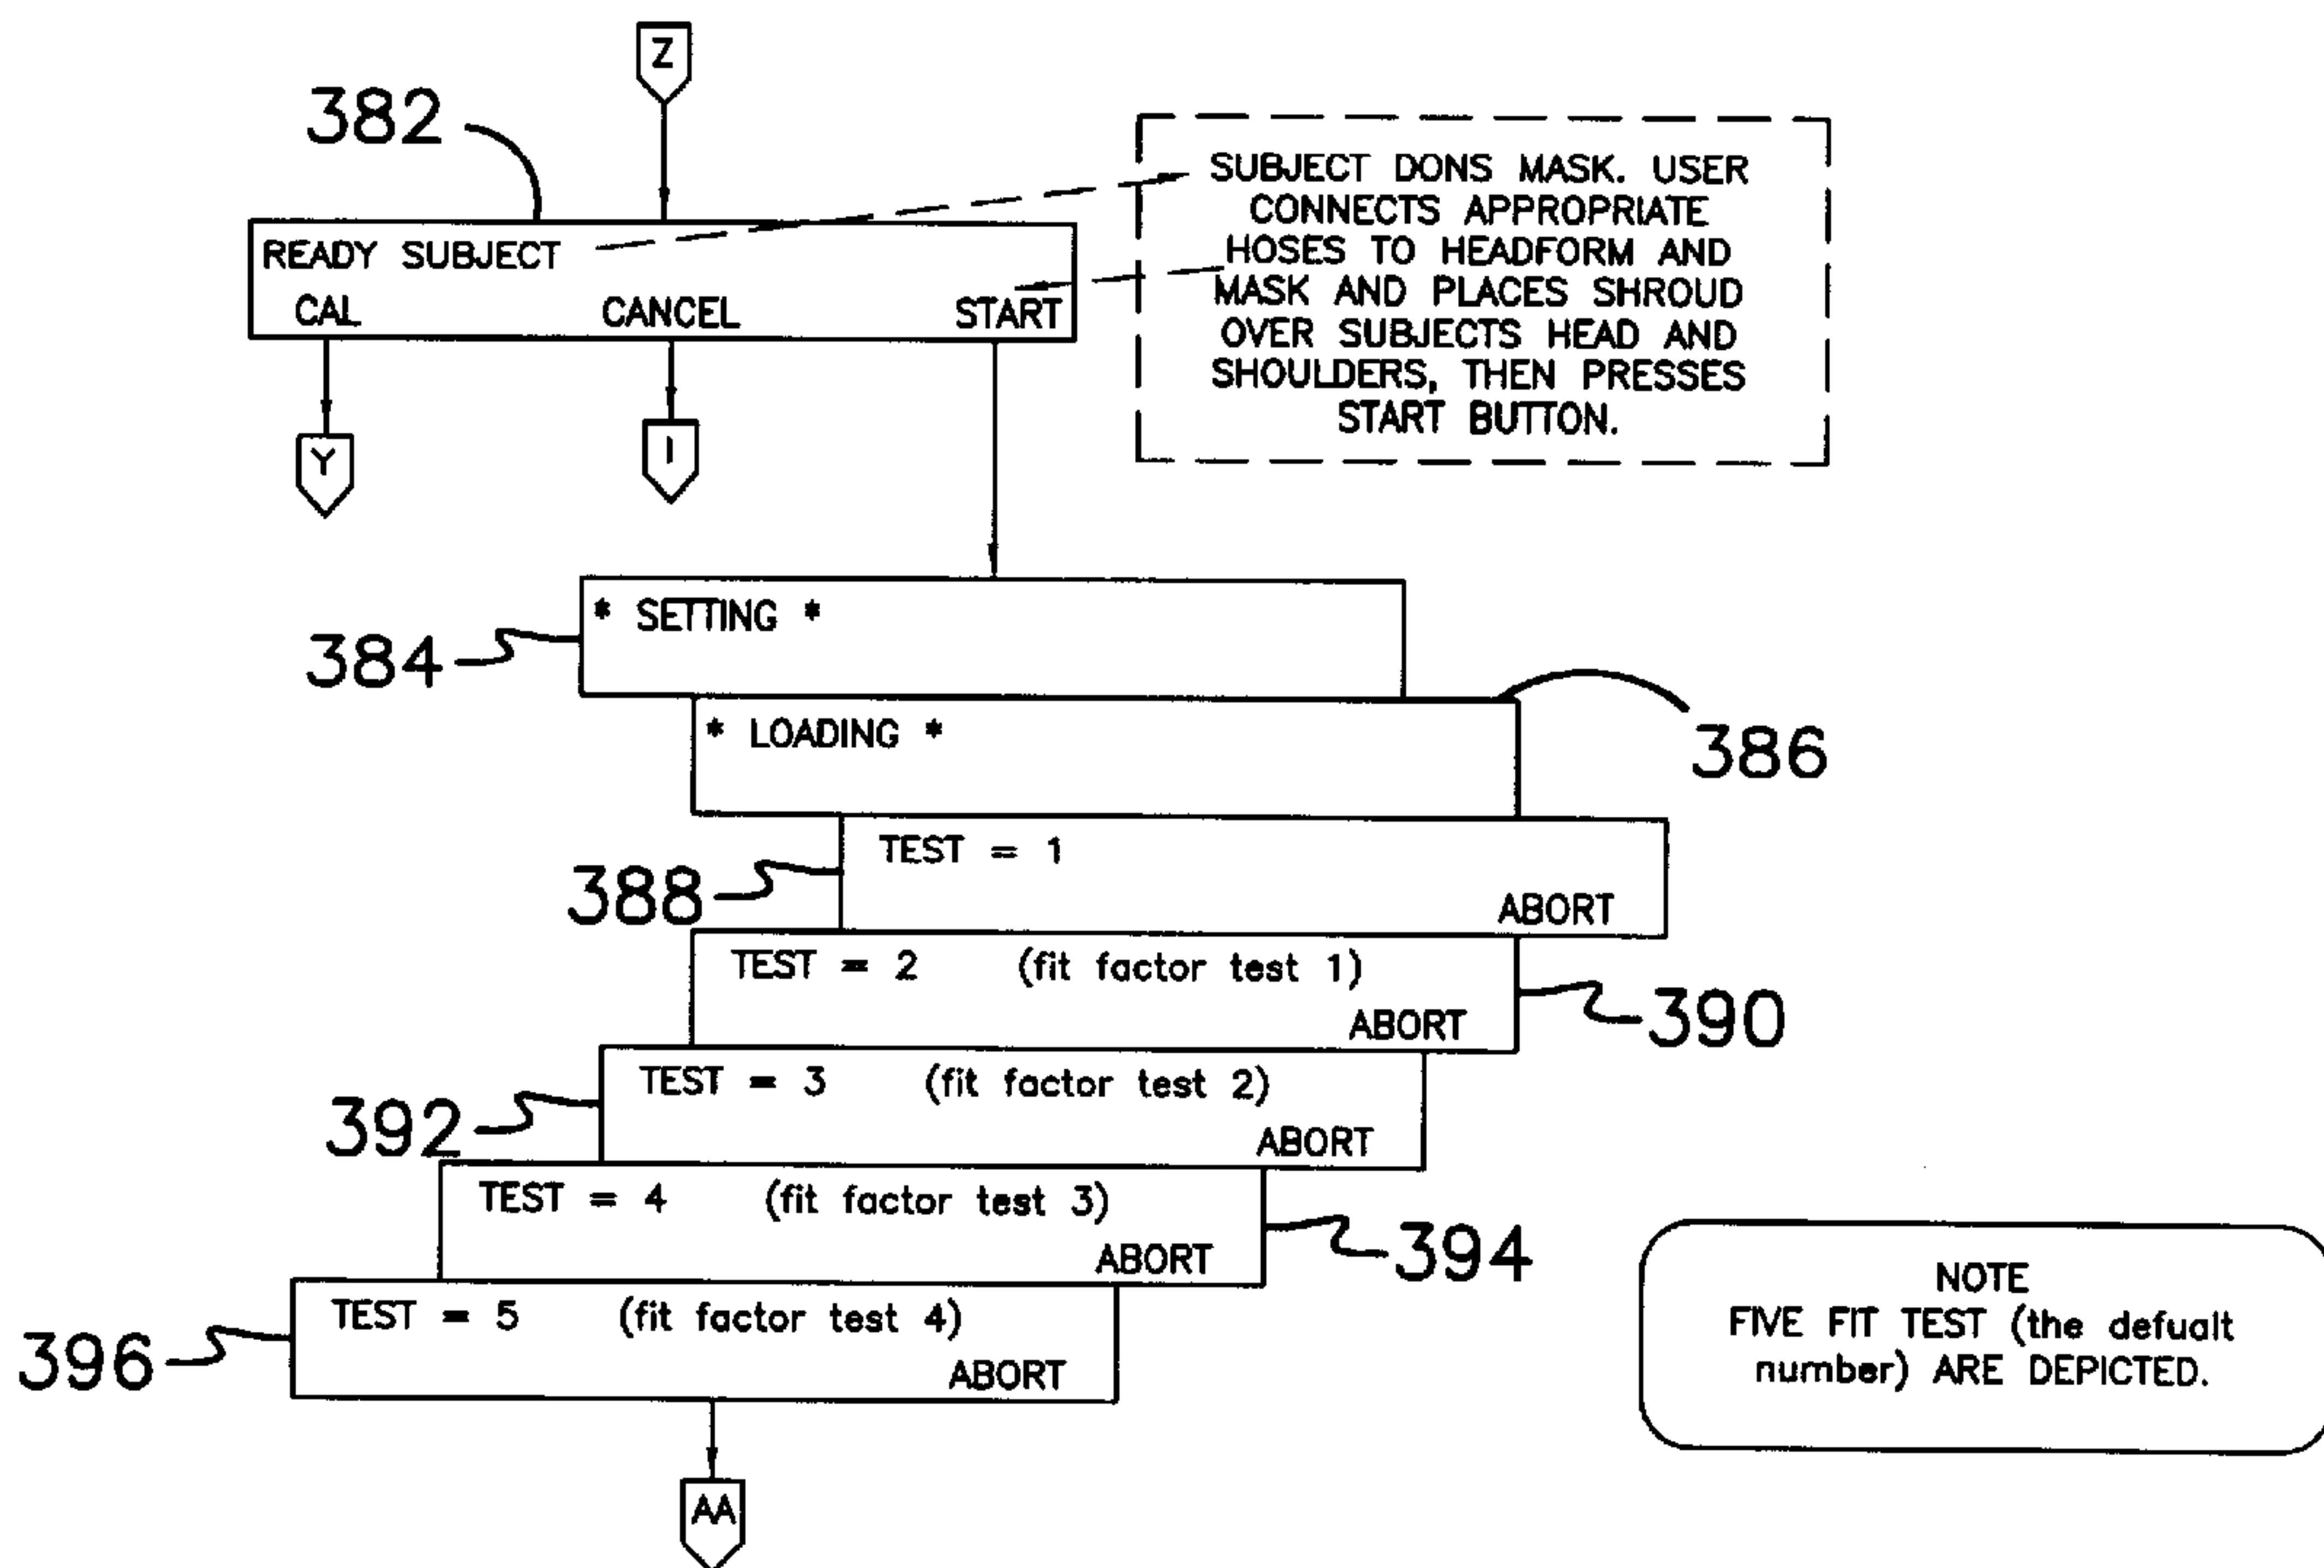 Z
382
READY SUBJECT
CAL CANCEL START
SUBJECT DONS MASK. USER
CONNECTS APPROPRIATE
HOSES TO HEADFORM AND
MASK AND PLACES SHROUD
OVER SUBJECTS HEAD AND
SHOULDERS, THEN PRESSES
START BUTTON.
Y
I
* SETTING *
384
* LOADING *
386
TEST = 1
388
ABORT
TEST = 2 (fit factor test 1)
ABORT
390
TEST = 3 (fit factor test 2)
392
ABORT
TEST = 4 (fit factor test 3)
ABORT
394
TEST = 5 (fit factor test 4)
396
ABORT
NOTE
FIVE FIT TEST (the defualt
number) ARE DEPICTED.
AA